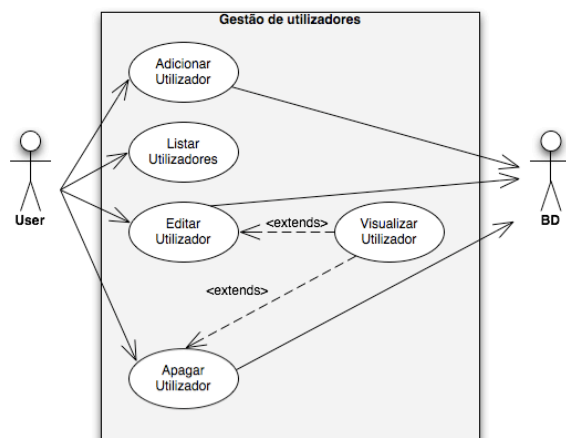 Gestão de utilizadores
Adicionar
Utilizador
Listar
Utilizadores
User
BD
Editar
Utilizador
<extends>
Visualizar
Utilizador
<extends>
Apagar
Utilizador